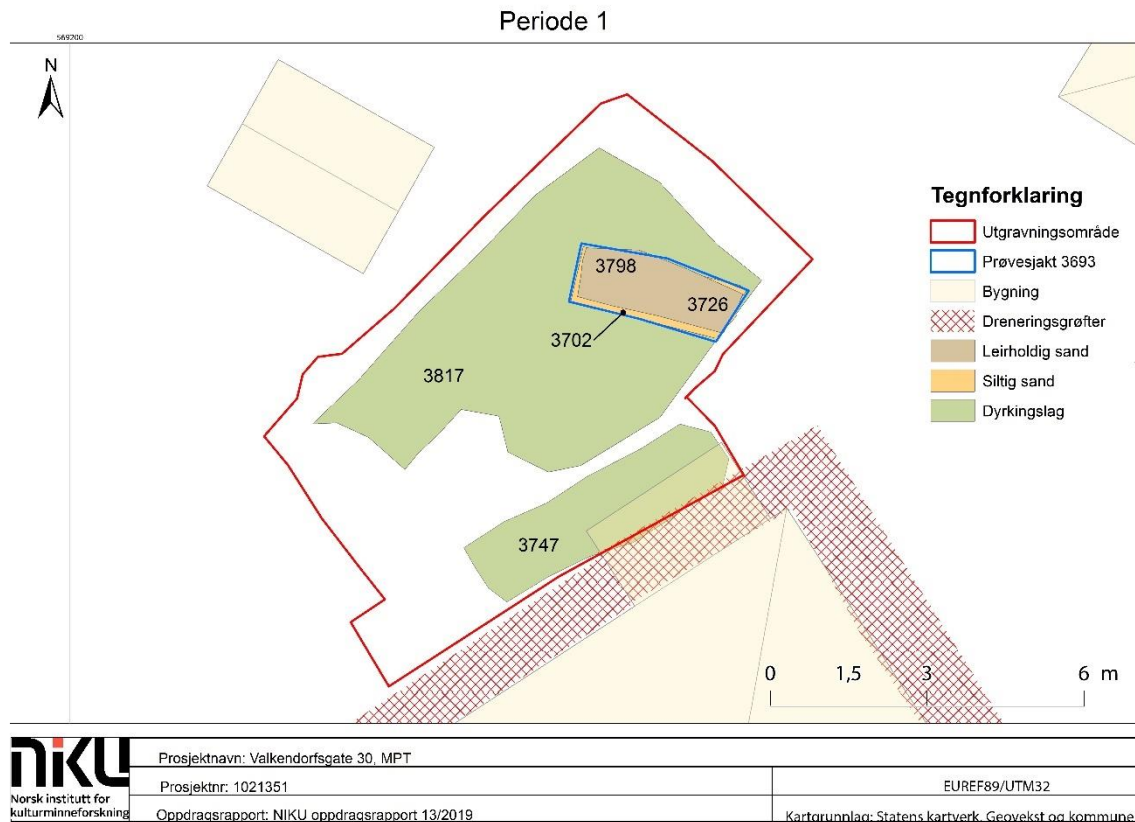 Periode 1
569200
N
Tegnforklaring
Utgravningsområde
Prøvesjakt 3693
Bygning
Dreneringsgrøfter
Leirholdig sand
Siltig sand
Dyrkingslag
3798
3726
3702
3817
3747
0 1,5 3 6 m
niku
Norsk institutt for
kulturminneforskning
Prosjektnavn: Valkendorfsgate 30, MPT
Prosjektnr: 1021351
EUREF89/UTM32
Oppdragsrapport: NIKU oppdragsrapport 13/2019
Kartgrunnlag: Statens kartverk, Geovekst og kommune